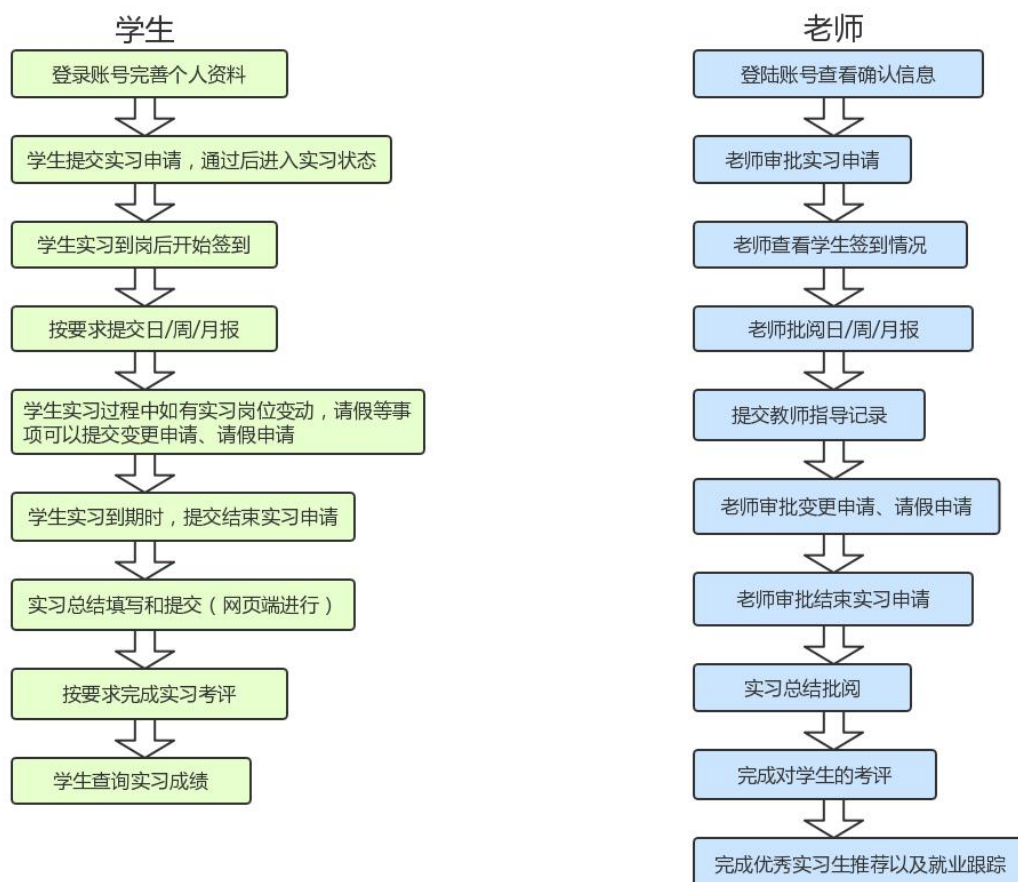 学生
登录账号完善个人资料
学生提交实习申请，通过后进入实习状态
学生实习到岗后开始签到
按要求提交日/周/月报
学生实习过程中如有实习岗位变动，请假等事
项可以提交变更申请、请假申请
学生实习到期时，提交结束实习申请
实习总结填写和提交（网页端进行）
按要求完成实习考评
学生查询实习成绩
老师
登陆账号查看确认信息
老师审批实习申请
老师查看学生签到情况
老师批阅日/周/月报
提交教师指导记录
老师审批变更申请、请假申请
老师审批结束实习申请
实习总结批阅
完成对学生的考评
完成优秀实习生推荐以及就业跟踪